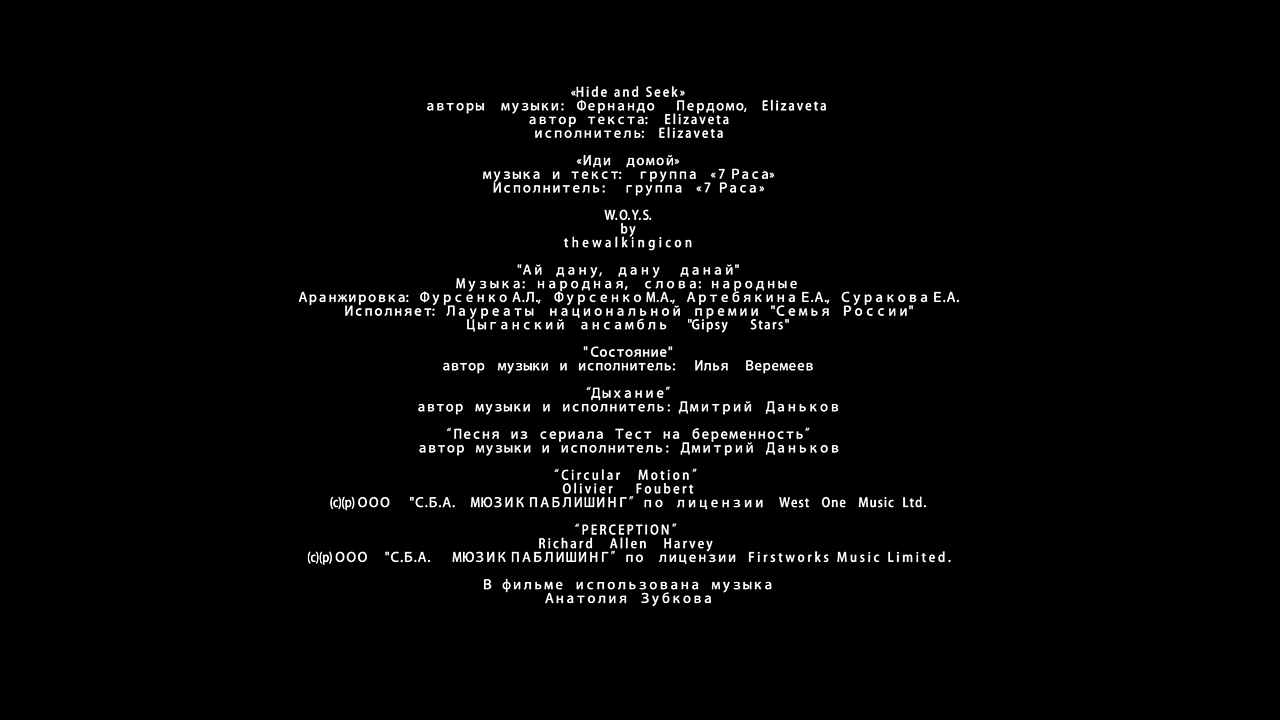 «Hide and Seek»
авторы музыки: Фернандо Пердомо, Elizaveta
автор текста: Elizaveta
исполнитель: Elizaveta
«Иди домой»
музыка и текст: группа «7 Раса»
Исполнитель: группа «7 Раса»
W.O.Y.S.
by
thewalkingicon
"Ай дану, дану данай"
Музыка: народная, слова: народные
Аранжировка: Фурсенко А.Л., Фурсенко М.А., Артебякина Е.А., Суракова Е.А.
Исполняет: Лауреаты национальной премии "Семья России"
Цыганский ансамбль "Gipsy Stars"
"Состояние"
автор музыки и исполнитель: Илья Веремеев
“Дыхание”
автор музыки и исполнитель: Дмитрий Даньков
“Песня из сериала Тест на беременность”
автор музыки и исполнитель: Дмитрий Даньков
“Circular Motion”
Olivier Foubert
(c)(p) ООО "С.Б.А. МЮЗИК ПАБЛИШИНГ” по лицензии West One Music Ltd.
“PERCEPTION”
Richard Allen Harvey
(c)(p) ООО "С.Б.А. МЮЗИК ПАБЛИШИНГ” по лицензии Firstworks Music Limited.
В фильме использована музыка
Анатолия Зубкова